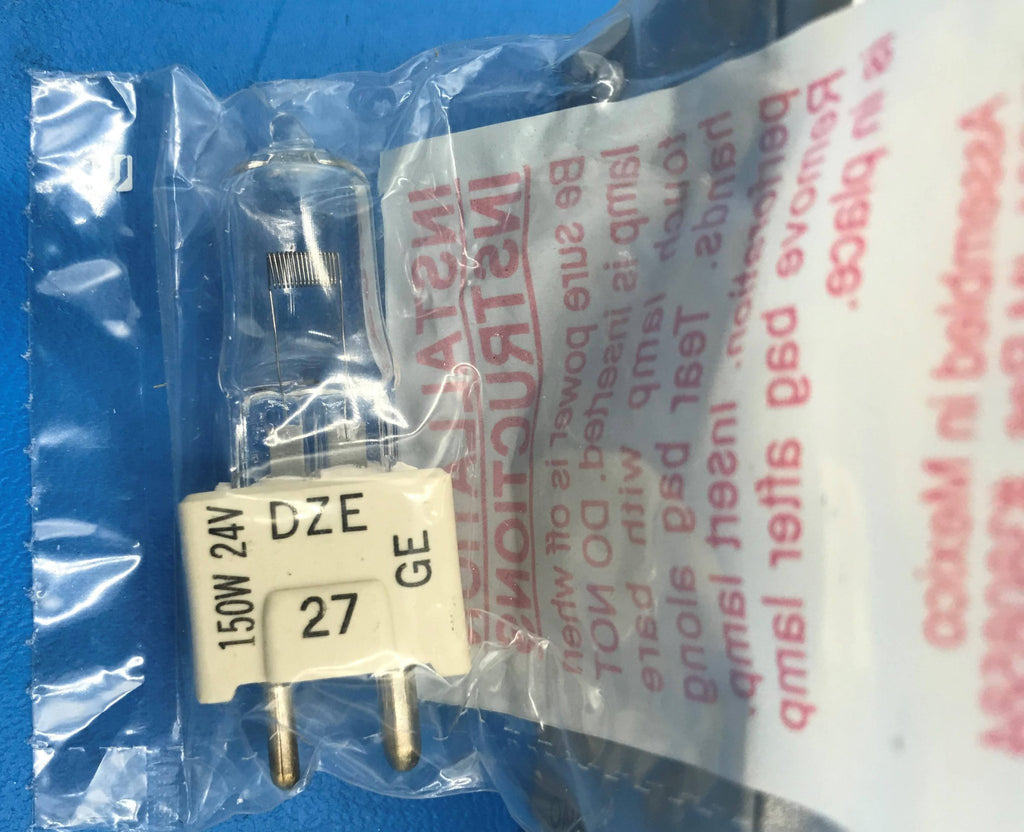 DZE
150W 24V
GE
27
INSTALLATION
INSTRUCTIONS
Be sure power is off when
lamp is inserted. DO NOT
touch lamp with bare
hands. Tear bag along
perforation. Insert lamp.
Remove bag after lamp
is in place.
Assembled in Mexico